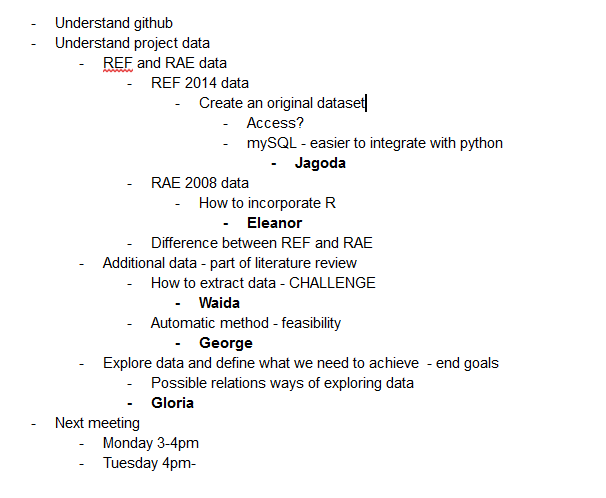 - Understand github
- Understand project data
- REF and RAE data
- REF 2014 data
- Create an original dataset
- Access?
- mySQL - easier to integrate with python
- Jagoda
- RAE 2008 data
- How to incorporate R
- Eleanor
- Difference between REF and RAE
- Additional data - part of literature review
- How to extract data - CHALLENGE
- Waida
- Automatic method - feasibility
- George
- Explore data and define what we need to achieve - end goals
- Possible relations ways of exploring data
- Gloria
- Next meeting
- Monday 3-4pm
- Tuesday 4pm-